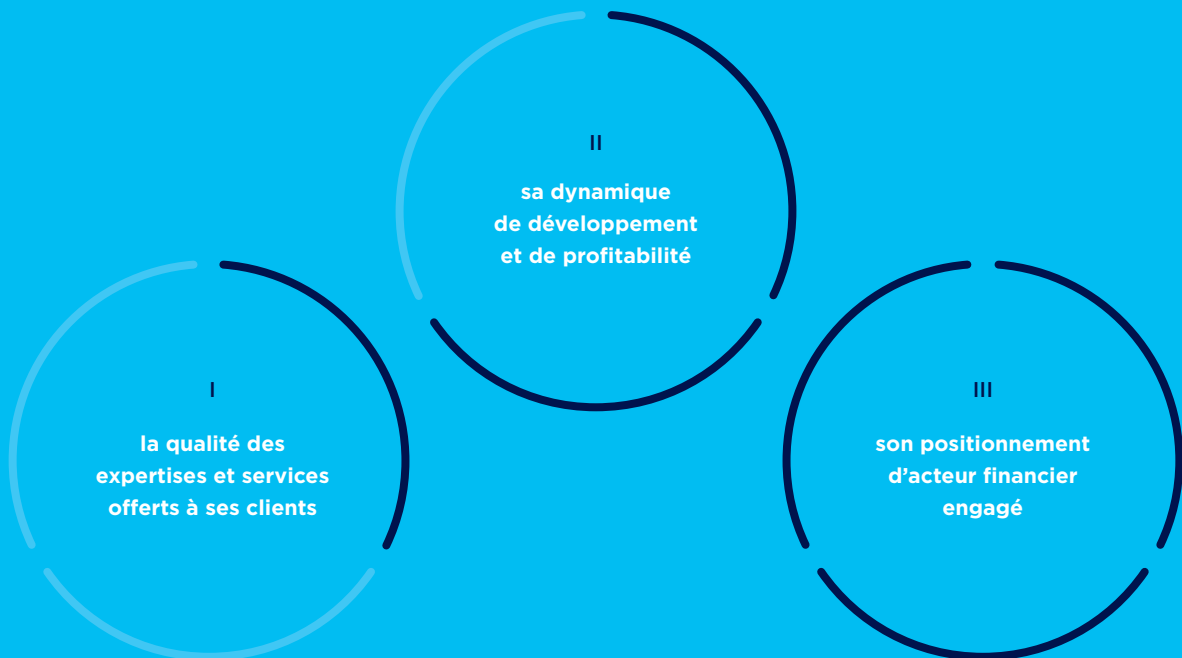 I
la qualité des
expertises et services
offerts à ses clients
II
sa dynamique
de développement
et de profitabilité
III
son positionnement
d’acteur financier
engagé